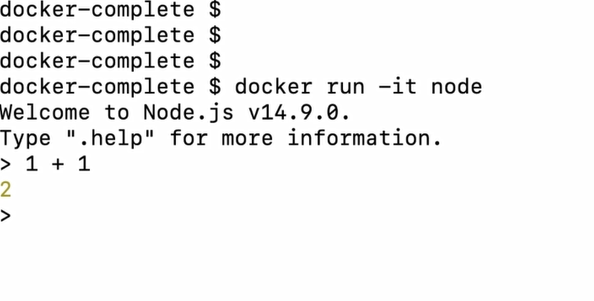 docker-complete $
docker-complete $
docker-complete $
docker-complete $ docker run -it node
Welcome to Node.js v14.9.0.
Type ".help" for more information.
> 1 + 1
2
>